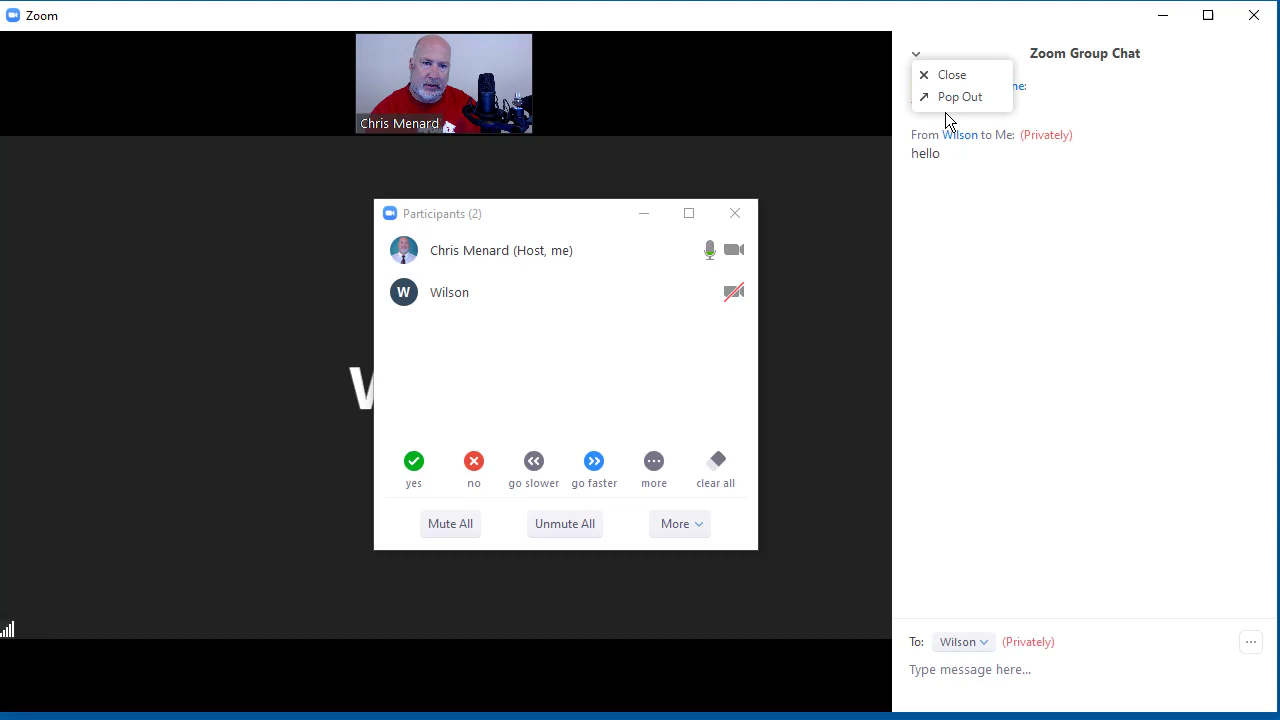 Zoom
Chris Menard
Participants (2)
Chris Menard (Host, me)
W
Wilson
yes
no
go slower
go faster
more
clear all
Mute All
Unmute All
More
Zoom Group Chat
Close
Pop Out
From Wilson to Me: (Privately)
hello
To: Wilson (Privately)
Type message here...